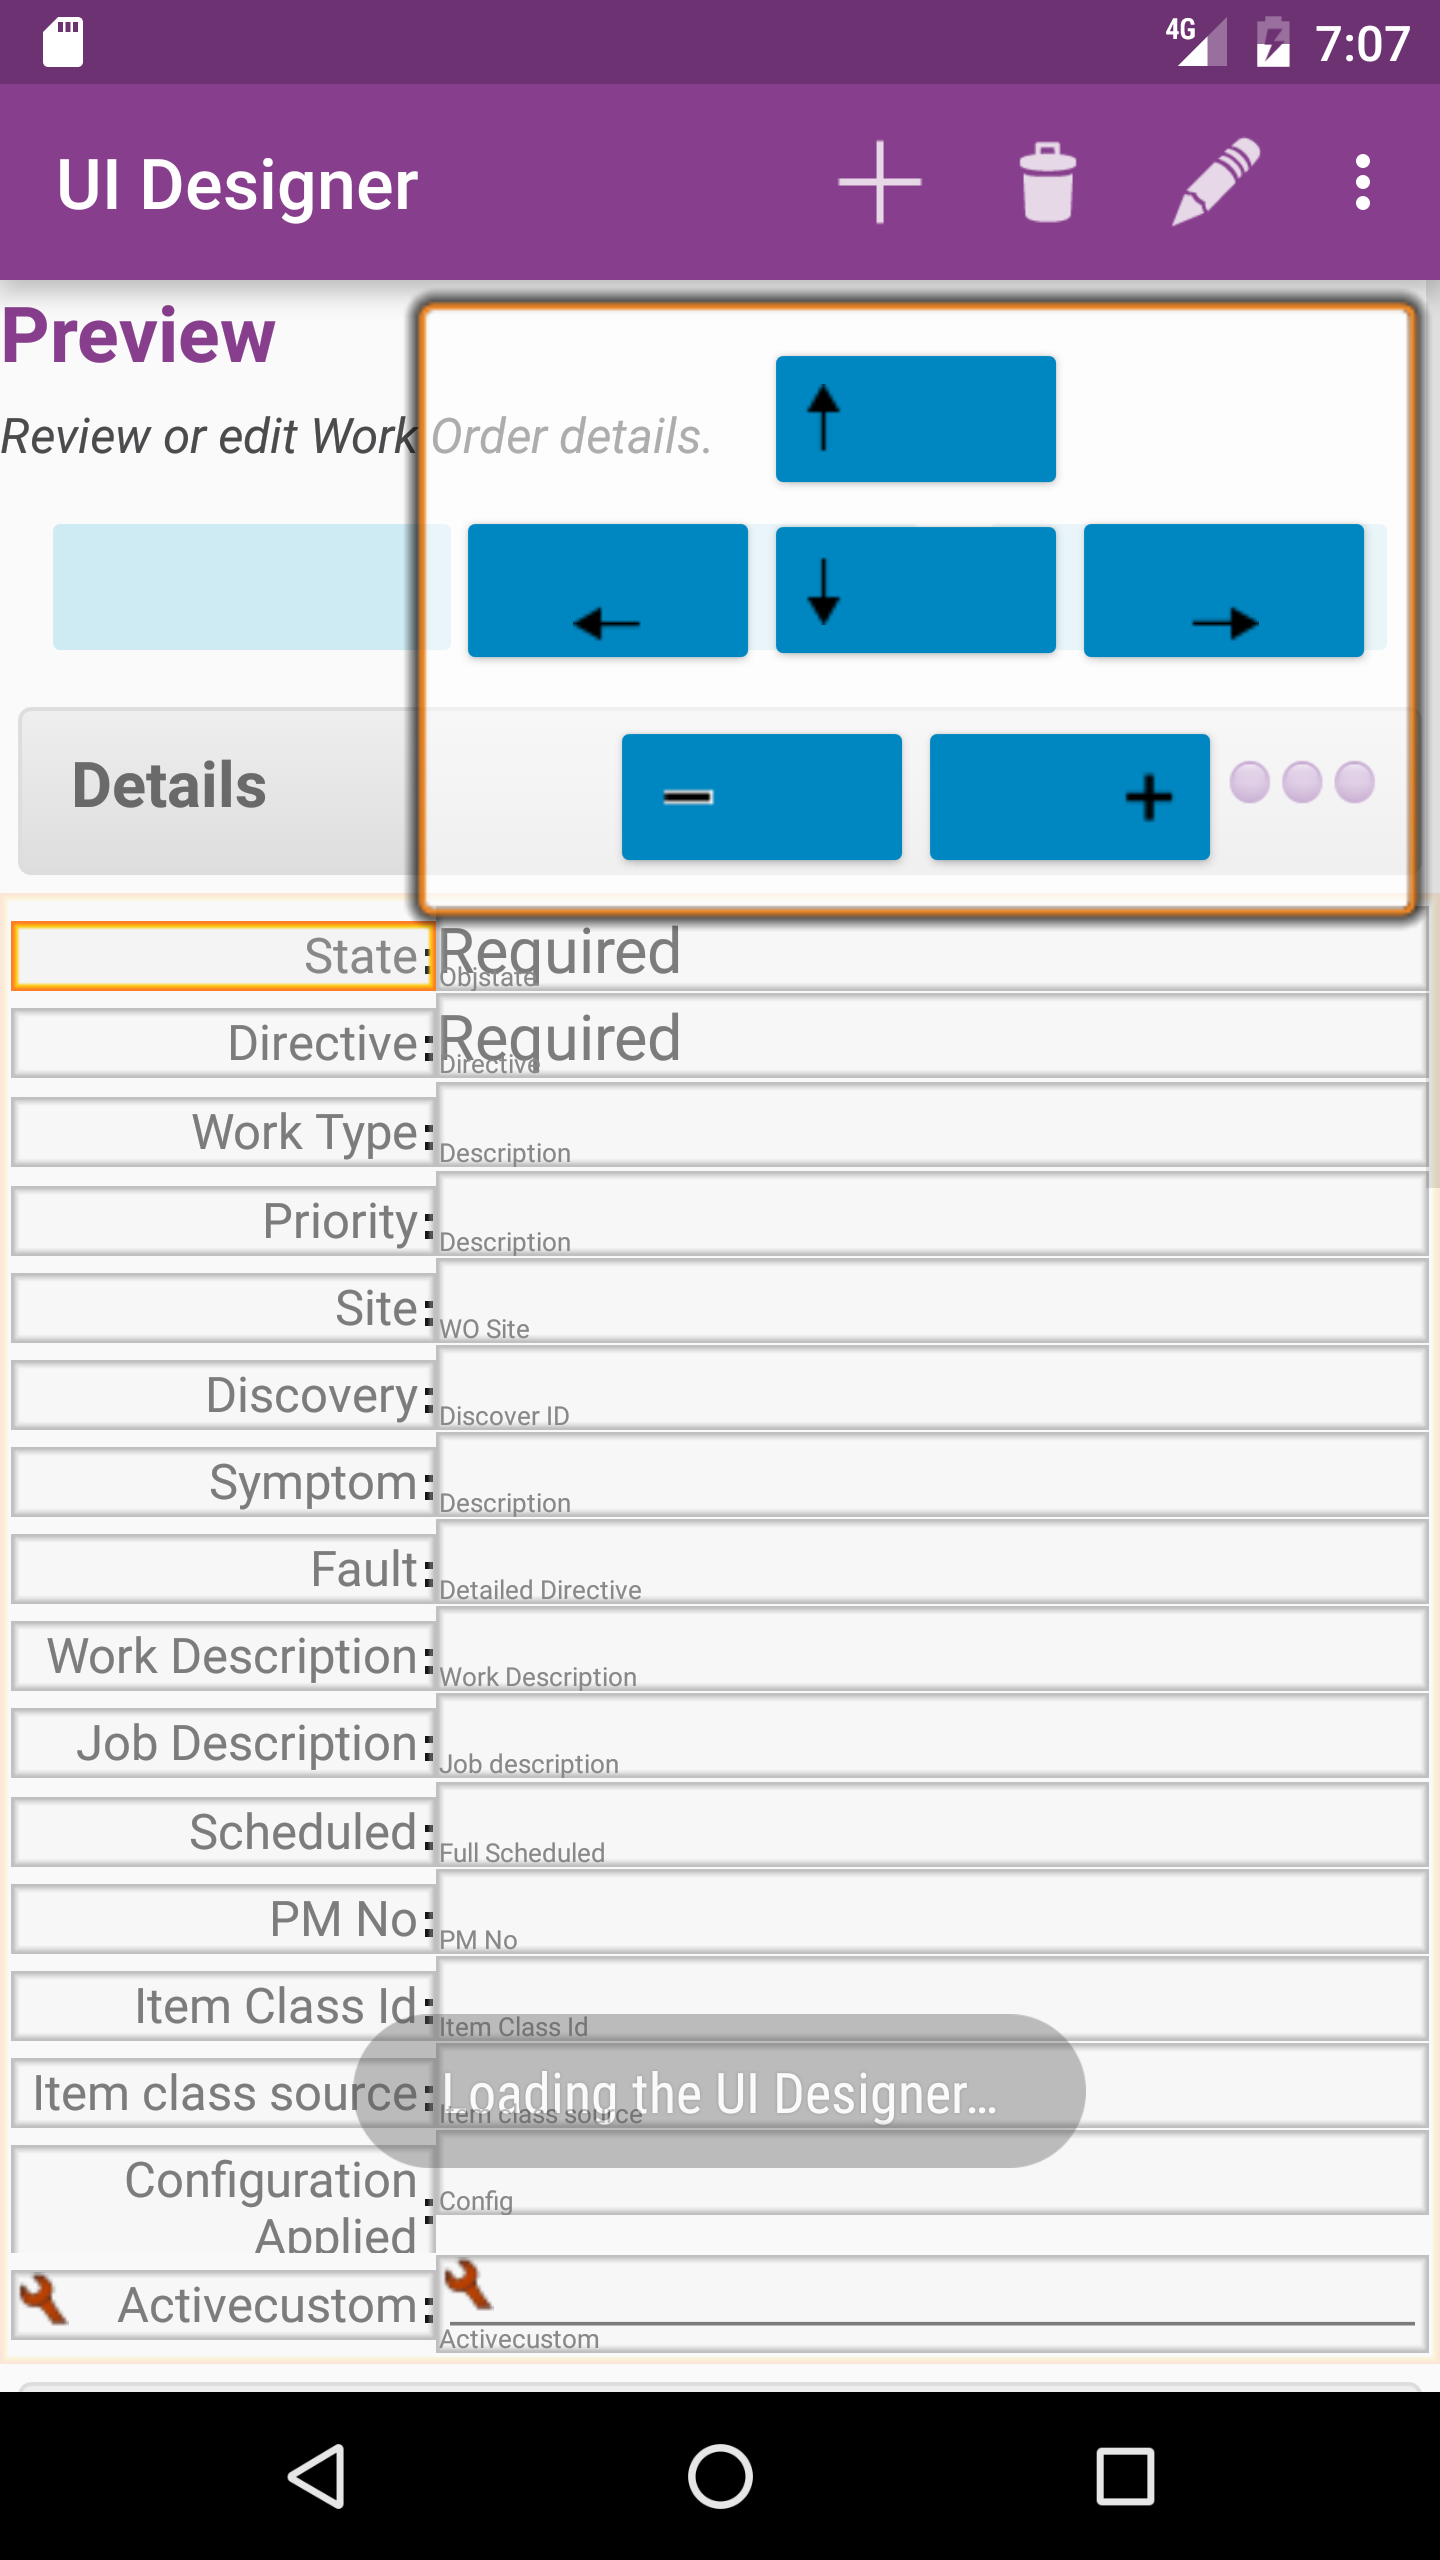 4G 7:07
UI Designer
Preview
Review or edit Work Order details.
Details
State: Required
Objstate
Directive: Required
Directive
Work Type:
Description
Priority:
Description
Site:
WO Site
Discovery:
Discover ID
Symptom:
Description
Fault:
Detailed Directive
Work Description:
Work Description
Job Description:
Job description
Scheduled:
Full Scheduled
PM No:
PM No
Item Class Id:
Item Class Id
Item class source:
Loading the UI Designer...
Item class source
Configuration
Applied:
Config
Activecustom:
Activecustom